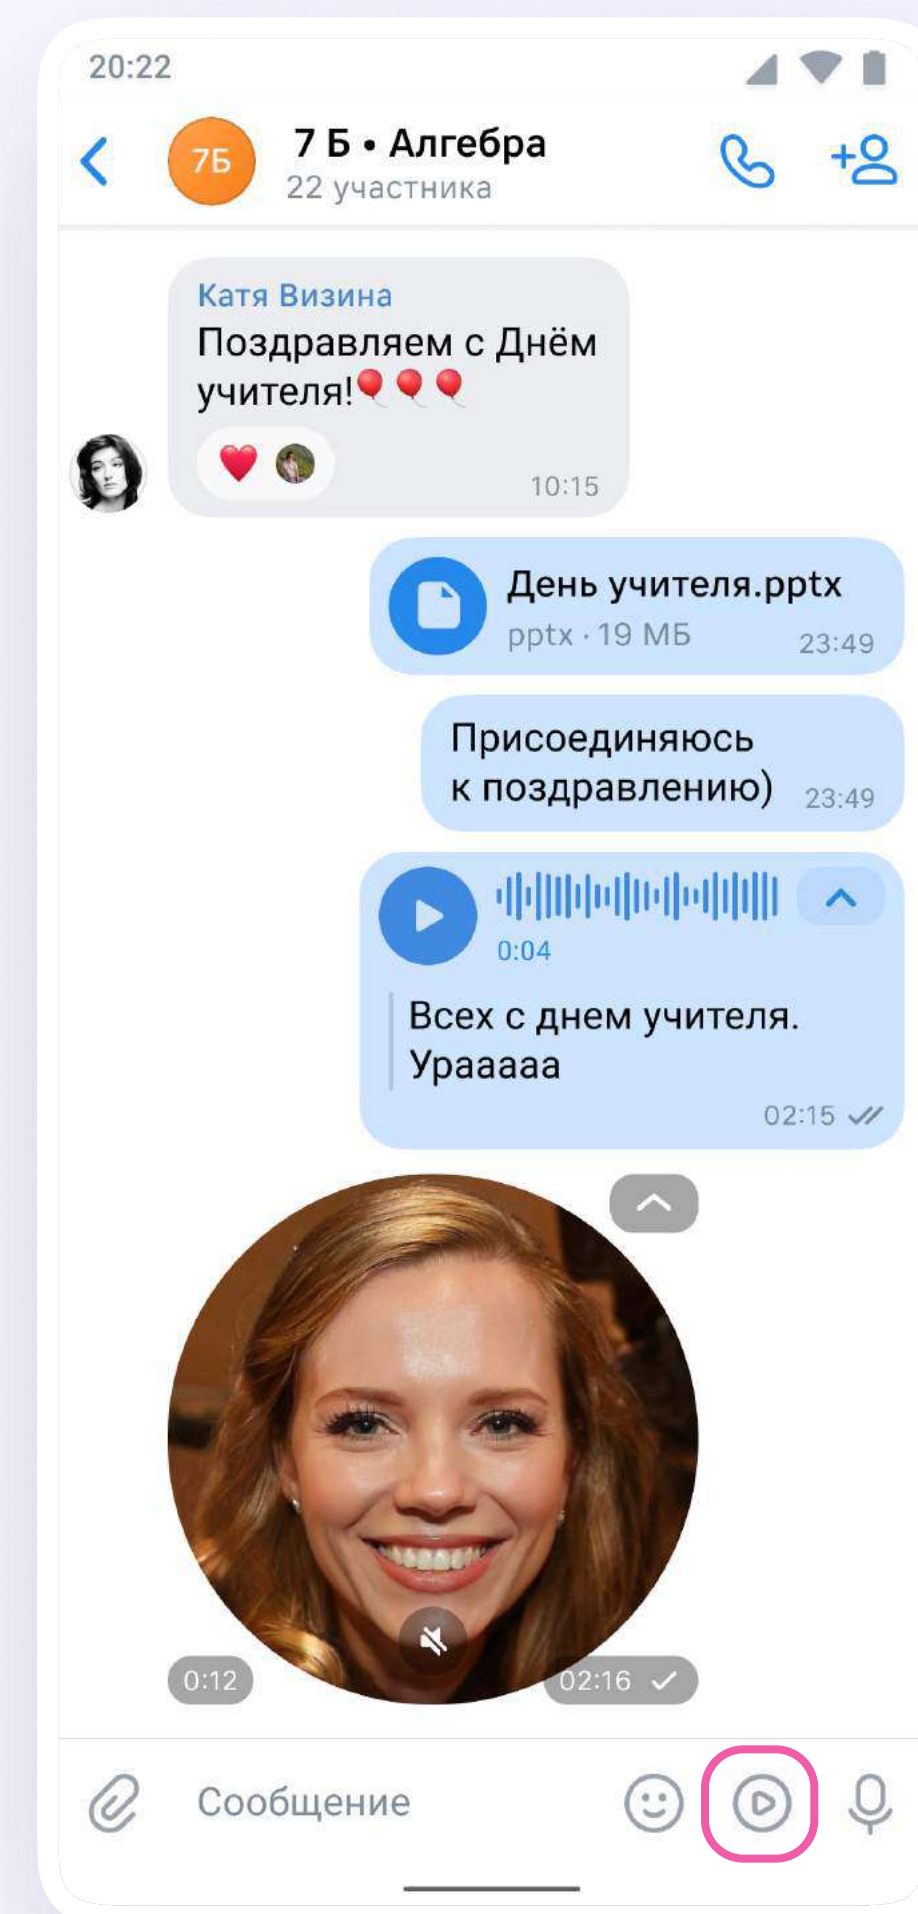 20:22
7Б
7 Б • Алгебра
22 участника
Катя Визина
Поздравляем с Днём
учителя!🎈🎈🎈
10:15
День учителя.pptx
pptx · 19 МБ
23:49
Присоединяюсь
к поздравлению)
23:49
0:04
Всех с днем учителя.
Урааааа
02:15
0:12
02:16
Сообщение